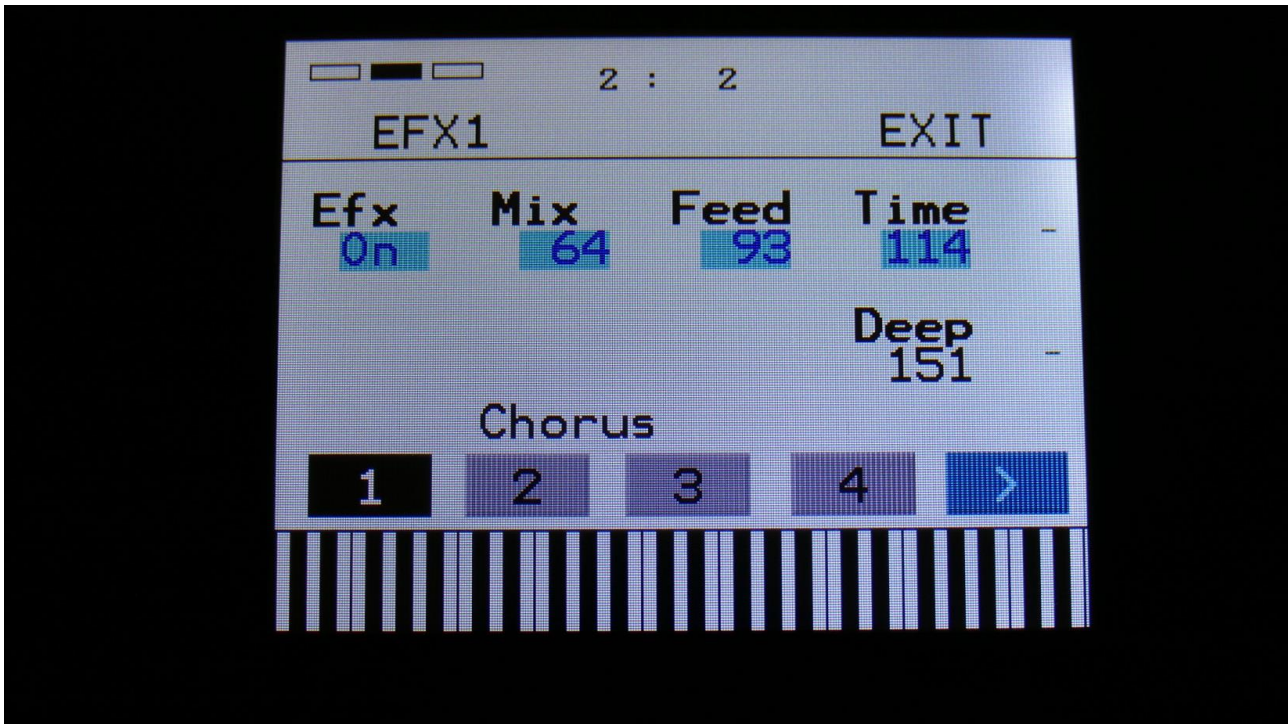 2 : 2
EFX1 EXIT
Efx Mix Feed Time
On 64 93 114 -
Deep
151 -
Chorus
1 2 3 4 >